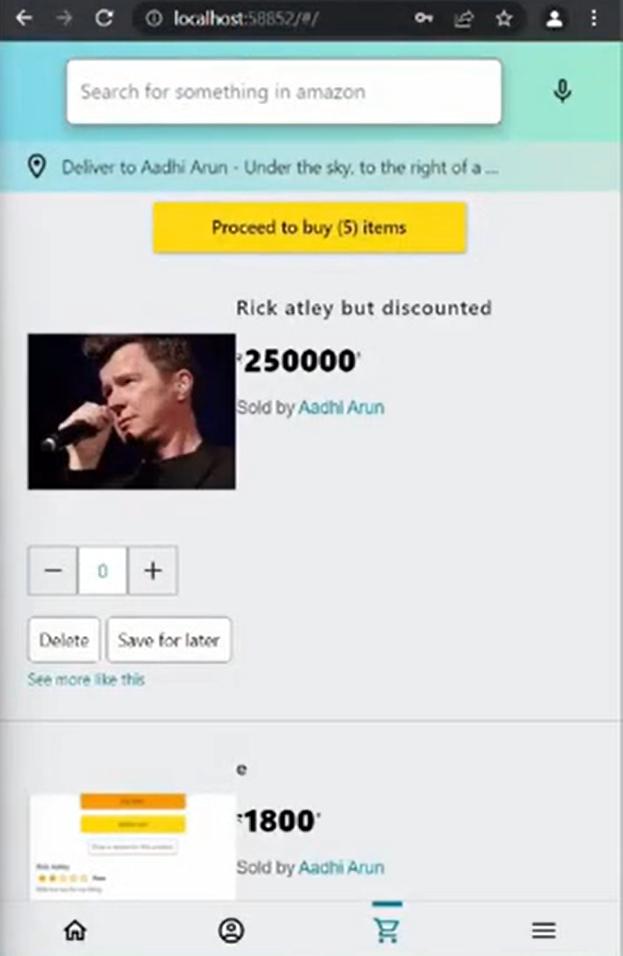 localhost:58852/#/
Search for something in amazon
Deliver to Aadhi Arun - Under the sky, to the right of a ...
Proceed to buy (5) items
Rick atley but discounted
250000
Sold by Aadhi Arun
0
Delete
Save for later
See more like this
e
1800
Sold by Aadhi Arun
Rick Astley